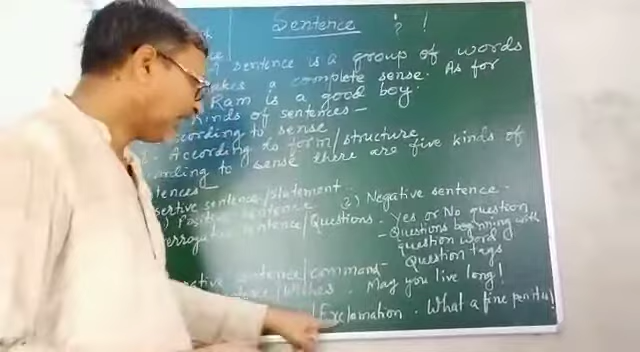 Sentence ? !
sentence is a group of words
makes a complete sense. As for
Ram is a good boy.
Kinds of sentences -
According to sense
According to form/structure
to sense there are five kinds of
sentence/statement
) Positive sentence 2) Negative sentence.
sentence/Questions - Yes or No question
- Questions beginning with
question word
Question tags
sentence/command -
Wishes. May you live long!
/Exclamation. What a fine